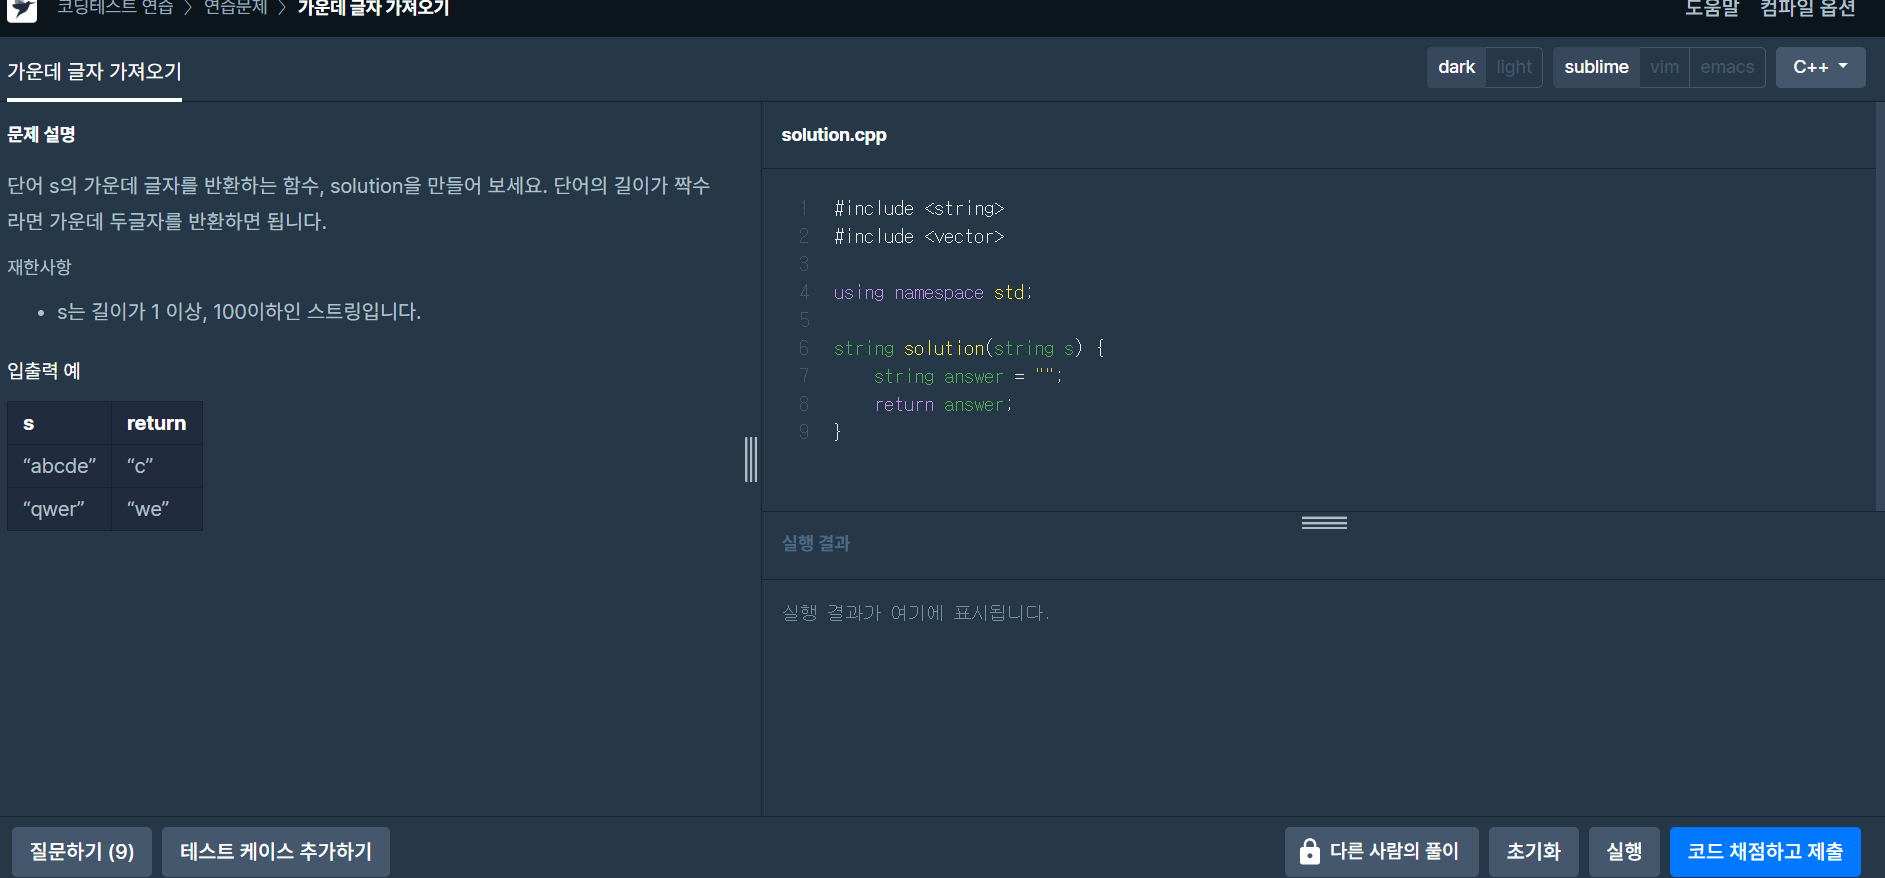 코딩테스트 연습 > 연습문제 > 가운데 글자 가져오기
도움말 컴파일 옵션
가운데 글자 가져오기
dark light sublime vim emacs C++
문제 설명
단어 s의 가운데 글자를 반환하는 함수, solution을 만들어 보세요. 단어의 길이가 짝수
라면 가운데 두글자를 반환하면 됩니다.
재한사항
• s는 길이가 1 이상, 100이하인 스트링입니다.
입출력 예
s return
“abcde” “c”
“qwer” “we”
solution.cpp
1 #include <string>
2 #include <vector>
3
4 using namespace std;
5
6 string solution(string s) {
7     string answer = "";
8     return answer;
9 }
실행 결과
실행 결과가 여기에 표시됩니다.
질문하기 (9) 테스트 케이스 추가하기 다른 사람의 풀이 초기화 실행 코드 채점하고 제출